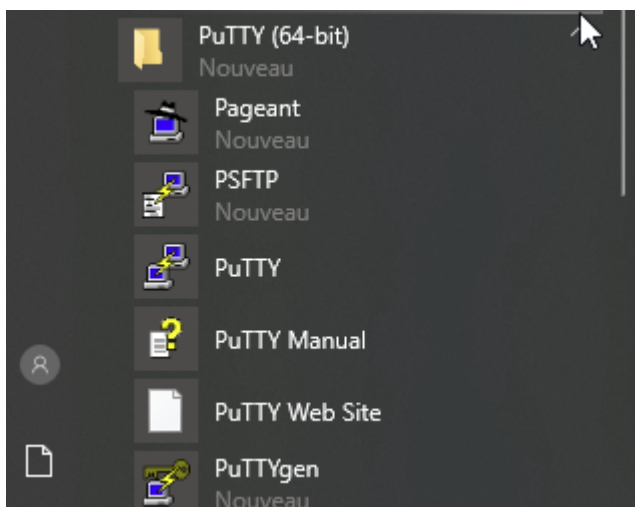 PuTTY (64-bit)
Nouveau
Pageant
Nouveau
PSFTP
Nouveau
PuTTY
PuTTY Manual
PuTTY Web Site
PuTTYgen
Nouveau